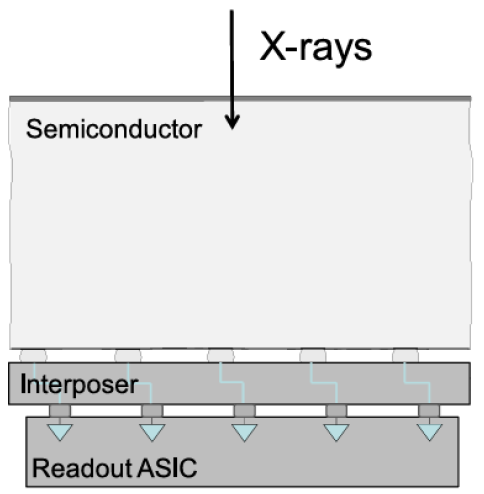 X-rays
Semiconductor
Interposer
Readout ASIC